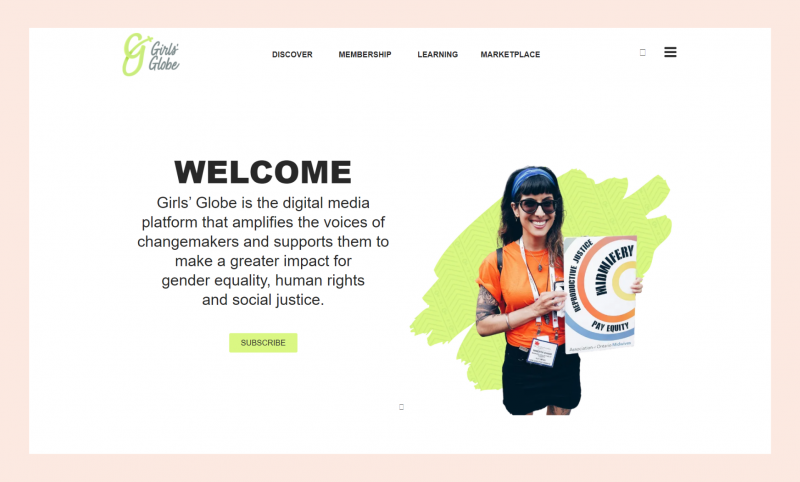 Girls'
Globe
DISCOVER
MEMBERSHIP
LEARNING
MARKETPLACE
WELCOME
Girls' Globe is the digital media
platform that amplifies the voices of
changemakers and supports them to
make a greater impact for
gender equality, human rights
and social justice.
SUBSCRIBE
REPRODUCTIVE JUSTICE
MIDWIFERY
PAY EQUITY